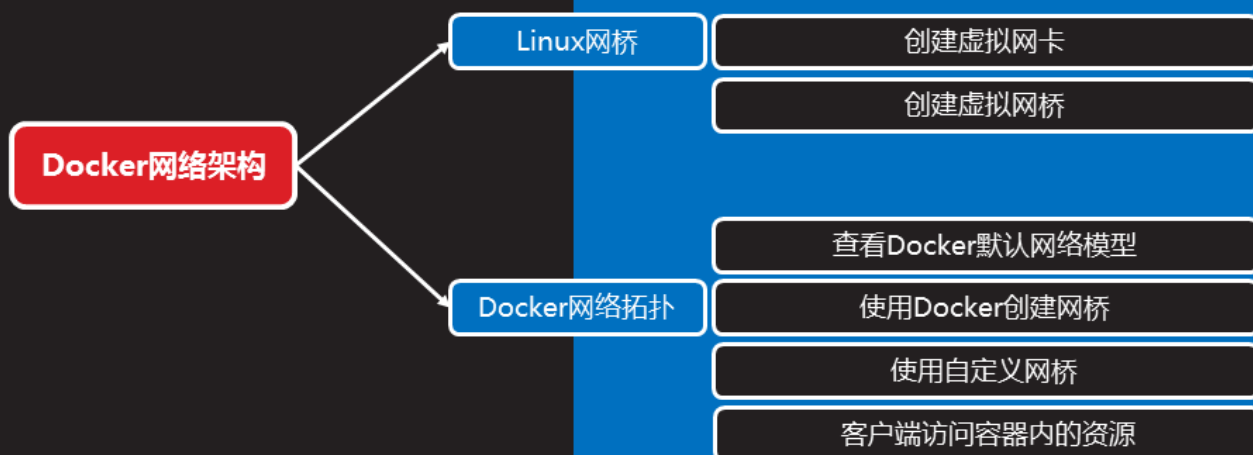 Linux网桥
创建虚拟网卡
创建虚拟网桥
Docker网络架构
查看Docker默认网络模型
Docker网络拓扑
使用Docker创建网桥
使用自定义网桥
客户端访问容器内的资源